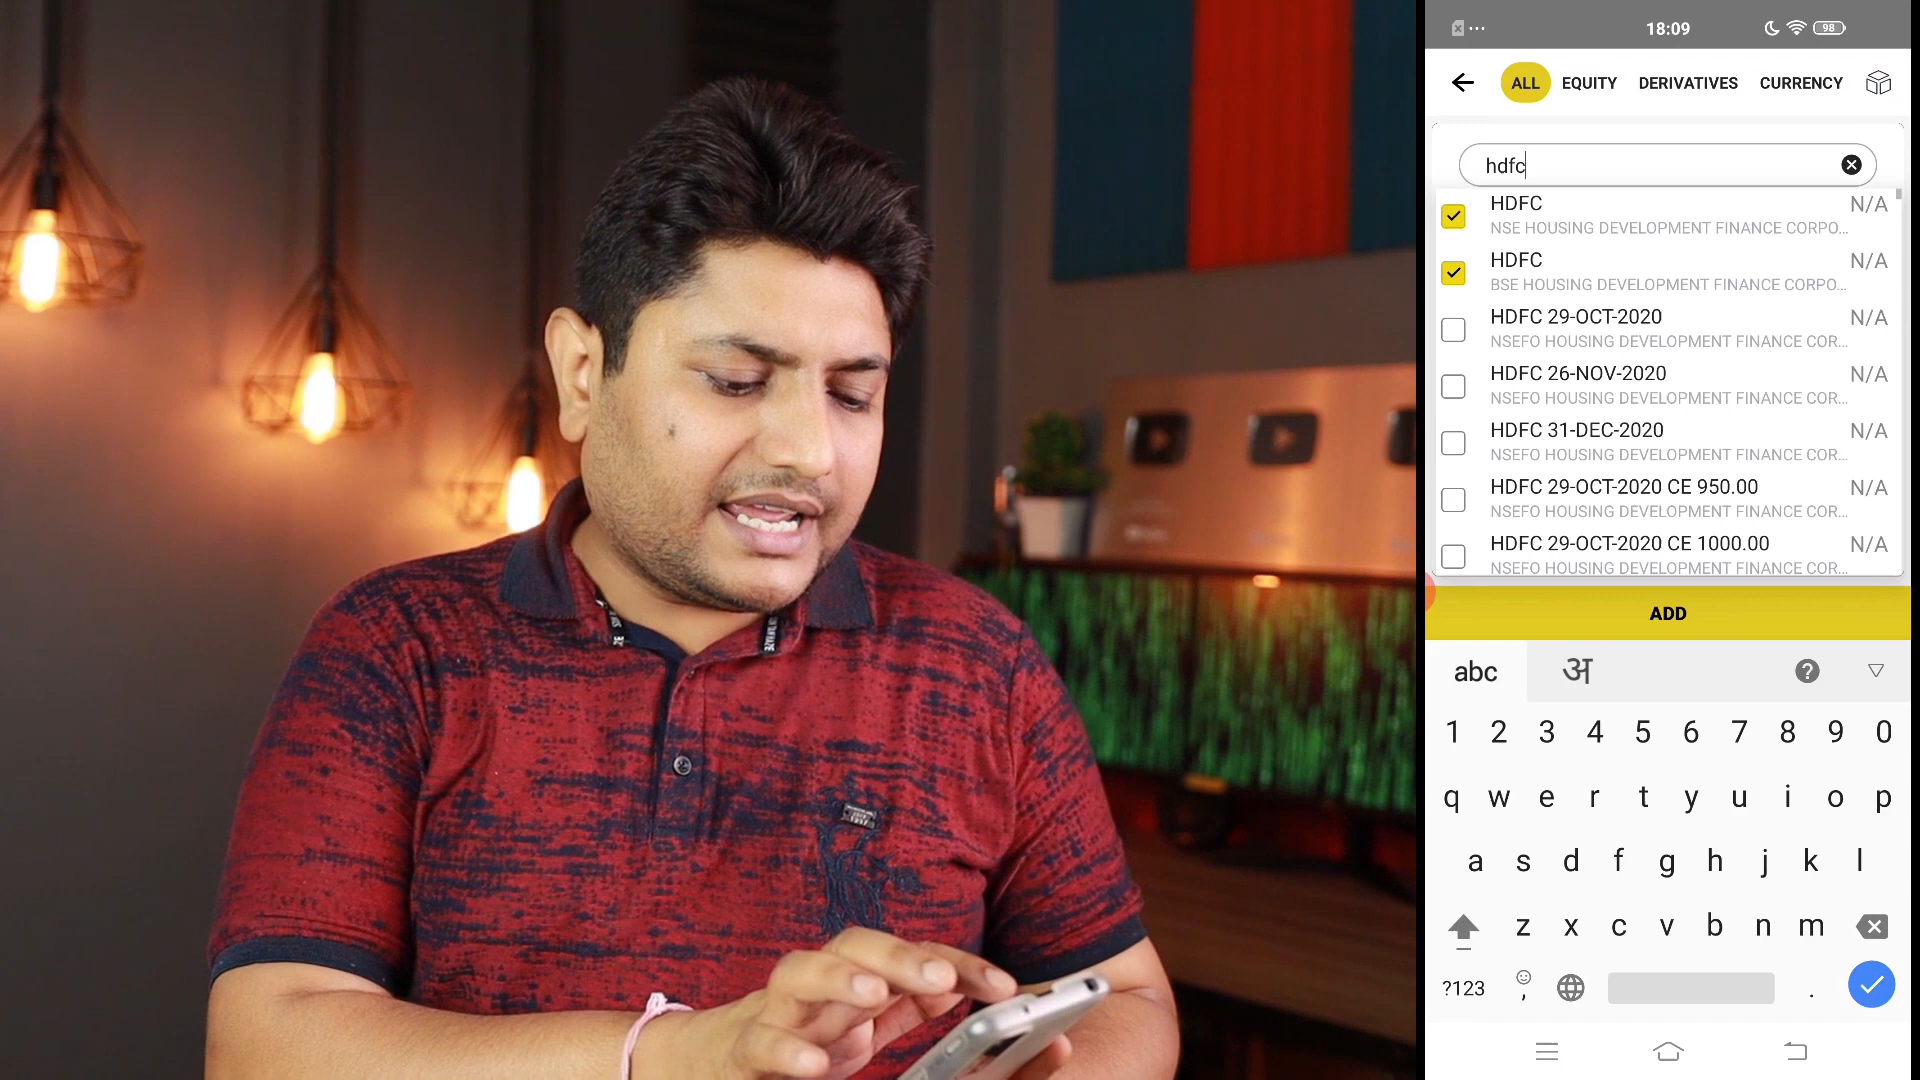 18:09
98
ALL EQUITY DERIVATIVES CURRENCY
hdfc
HDFC N/A
NSE HOUSING DEVELOPMENT FINANCE CORPO...
HDFC N/A
BSE HOUSING DEVELOPMENT FINANCE CORPO...
HDFC 29-OCT-2020 N/A
NSEFO HOUSING DEVELOPMENT FINANCE COR...
HDFC 26-NOV-2020 N/A
NSEFO HOUSING DEVELOPMENT FINANCE COR...
HDFC 31-DEC-2020 N/A
NSEFO HOUSING DEVELOPMENT FINANCE COR...
HDFC 29-OCT-2020 CE 950.00 N/A
NSEFO HOUSING DEVELOPMENT FINANCE COR...
HDFC 29-OCT-2020 CE 1000.00 N/A
NSEFO HOUSING DEVELOPMENT FINANCE COR...
ADD
abc अ ?
1 2 3 4 5 6 7 8 9 0
q w e r t y u i o p
a s d f g h j k l
z x c v b n m
?123 , .